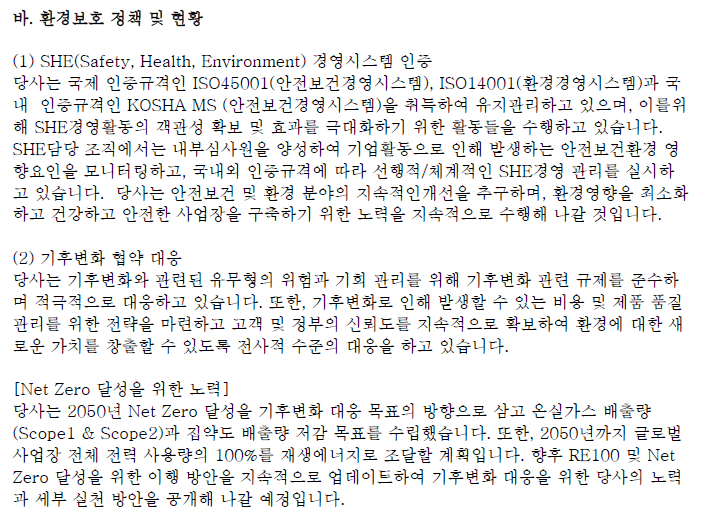 바. 환경보호 정책 및 현황
(1) SHE(Safety, Health, Environment) 경영시스템 인증
당사는 국제 인증규격인 ISO45001(안전보건경영시스템), ISO14001(환경경영시스템)과 국
내  인증규격인 KOSHA MS (안전보건경영시스템)을 취득하여 유지관리하고 있으며, 이를위
해 SHE경영활동의 객관성 확보 및 효과를 극대화하기 위한 활동들을 수행하고 있습니다.
SHE담당 조직에서는 내부심사원을 양성하여 기업활동으로 인해 발생하는 안전보건환경 영
향요인을 모니터링하고, 국내외 인증규격에 따라 선행적/체계적인 SHE경영 관리를 실시하
고 있습니다.  당사는 안전보건 및 환경 분야의 지속적인개선을 추구하며, 환경영향을 최소화
하고 건강하고 안전한 사업장을 구축하기 위한 노력을 지속적으로 수행해 나갈 것입니다.
(2) 기후변화 협약 대응
당사는 기후변화와 관련된 유무형의 위험과 기회 관리를 위해 기후변화 관련 규제를 준수하
며 적극적으로 대응하고 있습니다. 또한, 기후변화로 인해 발생할 수 있는 비용 및 제품 품질
관리를 위한 전략을 마련하고 고객 및 정부의 신뢰도를 지속적으로 확보하여 환경에 대한 새
로운 가치를 창출할 수 있도록 전사적 수준의 대응을 하고 있습니다.
[Net Zero 달성을 위한 노력]
당사는 2050년 Net Zero 달성을 기후변화 대응 목표의 방향으로 삼고 온실가스 배출량
(Scope1 & Scope2)과 집약도 배출량 저감 목표를 수립했습니다. 또한, 2050년까지 글로벌
사업장 전체 전력 사용량의 100%를 재생에너지로 조달할 계획입니다. 향후 RE100 및 Net
Zero 달성을 위한 이행 방안을 지속적으로 업데이트하여 기후변화 대응을 위한 당사의 노력
과 세부 실천 방안을 공개해 나갈 예정입니다.